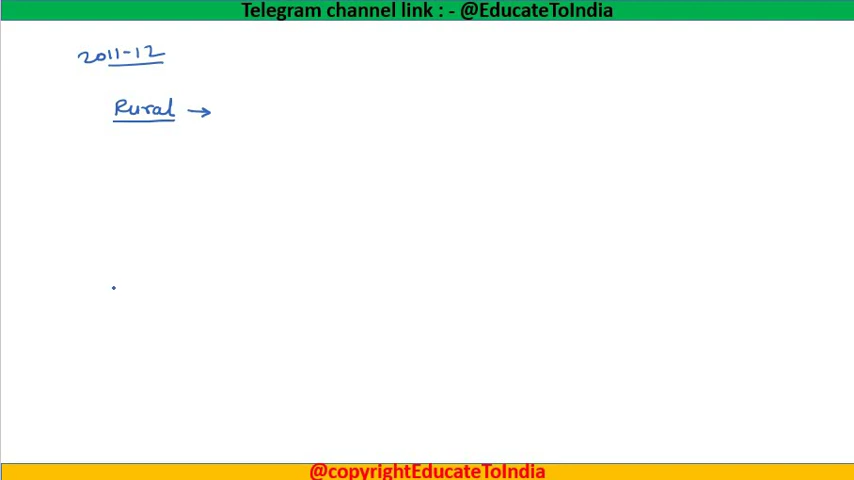 Telegram channel link : - @EducateToIndia
2011-12
Rural →
@copyrightEducateToIndia